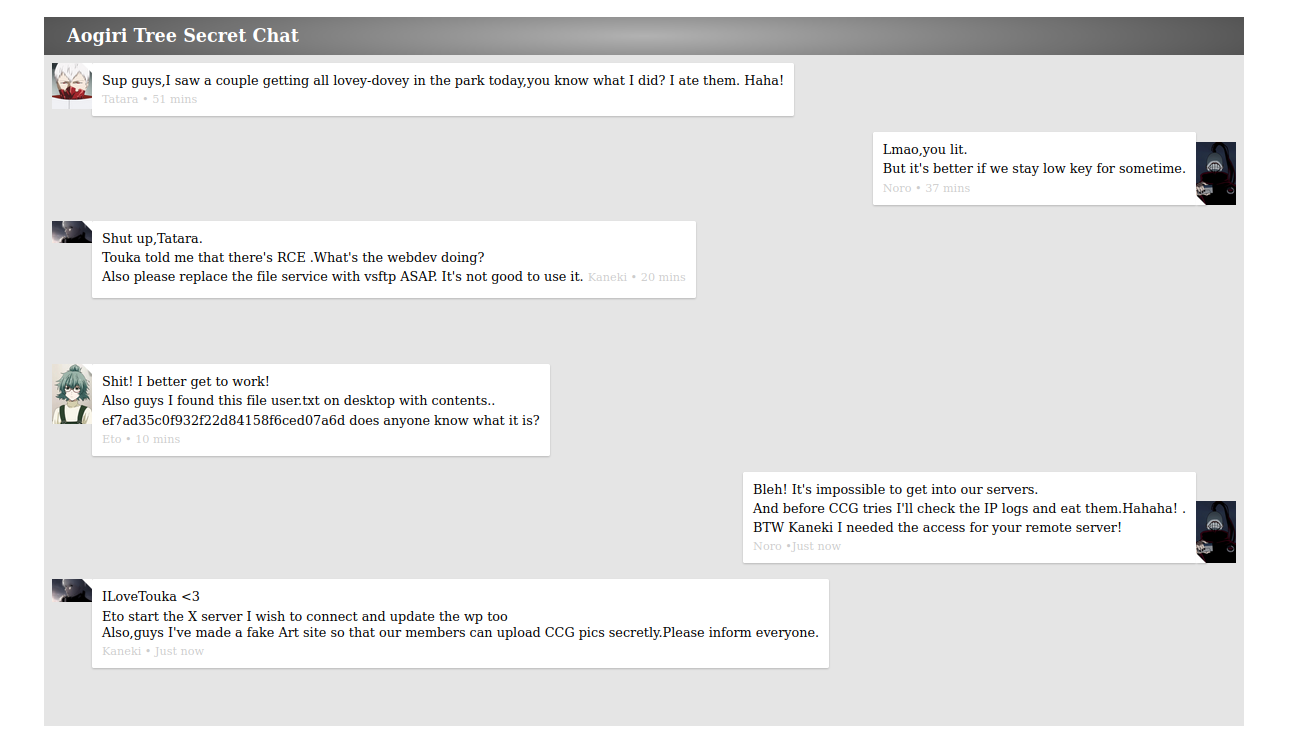 Aogiri Tree Secret Chat
Sup guys,I saw a couple getting all lovey-dovey in the park today,you know what I did? I ate them. Haha!
Tatara • 51 mins
Lmao,you lit.
But it's better if we stay low key for sometime.
Noro • 37 mins
Shut up,Tatara.
Touka told me that there's RCE .What's the webdev doing?
Also please replace the file service with vsftp ASAP. It's not good to use it. Kaneki • 20 mins
Shit! I better get to work!
Also guys I found this file user.txt on desktop with contents..
ef7ad35c0f932f22d84158f6ced07a6d does anyone know what it is?
Eto • 10 mins
Bleh! It's impossible to get into our servers.
And before CCG tries I'll check the IP logs and eat them.Hahaha! .
BTW Kaneki I needed the access for your remote server!
Noro •Just now
ILoveTouka <3
Eto start the X server I wish to connect and update the wp too
Also,guys I've made a fake Art site so that our members can upload CCG pics secretly.Please inform everyone.
Kaneki • Just now